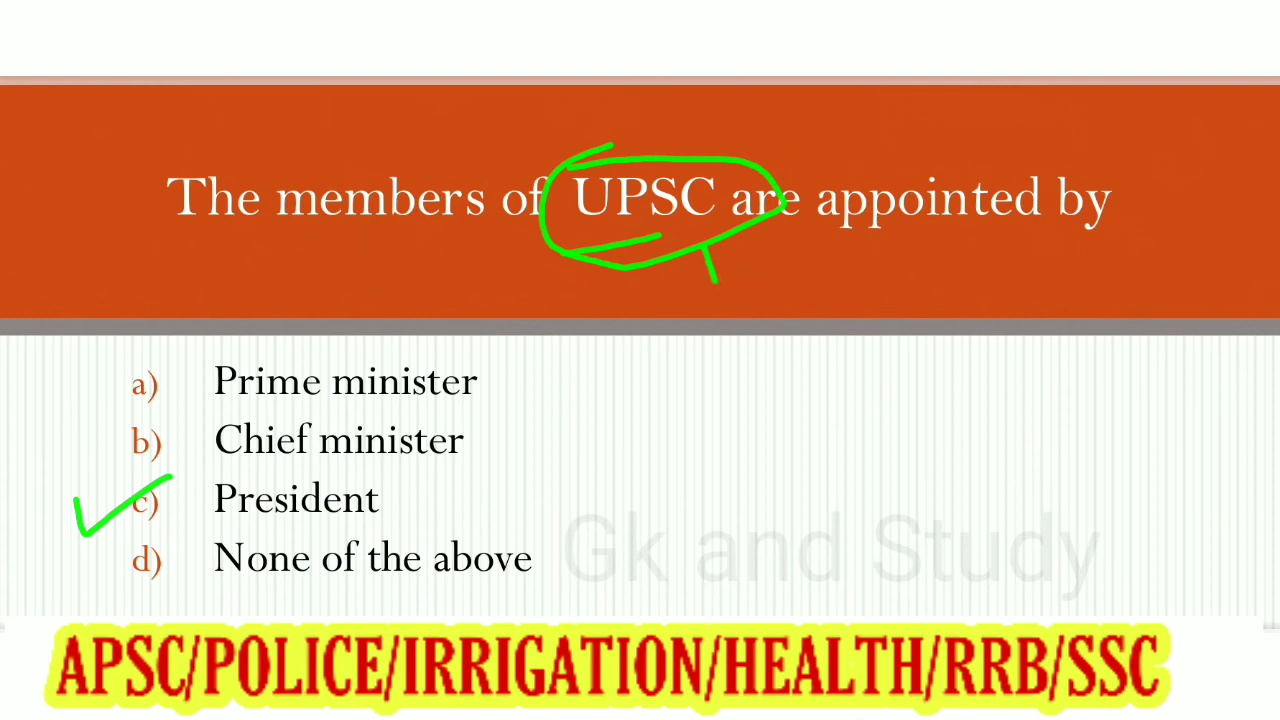 The members of UPSC are appointed by
a) Prime minister
b) Chief minister
c) President
d) None of the above
Gk and Study
APSC/POLICE/IRRIGATION/HEALTH/RRB/SSC